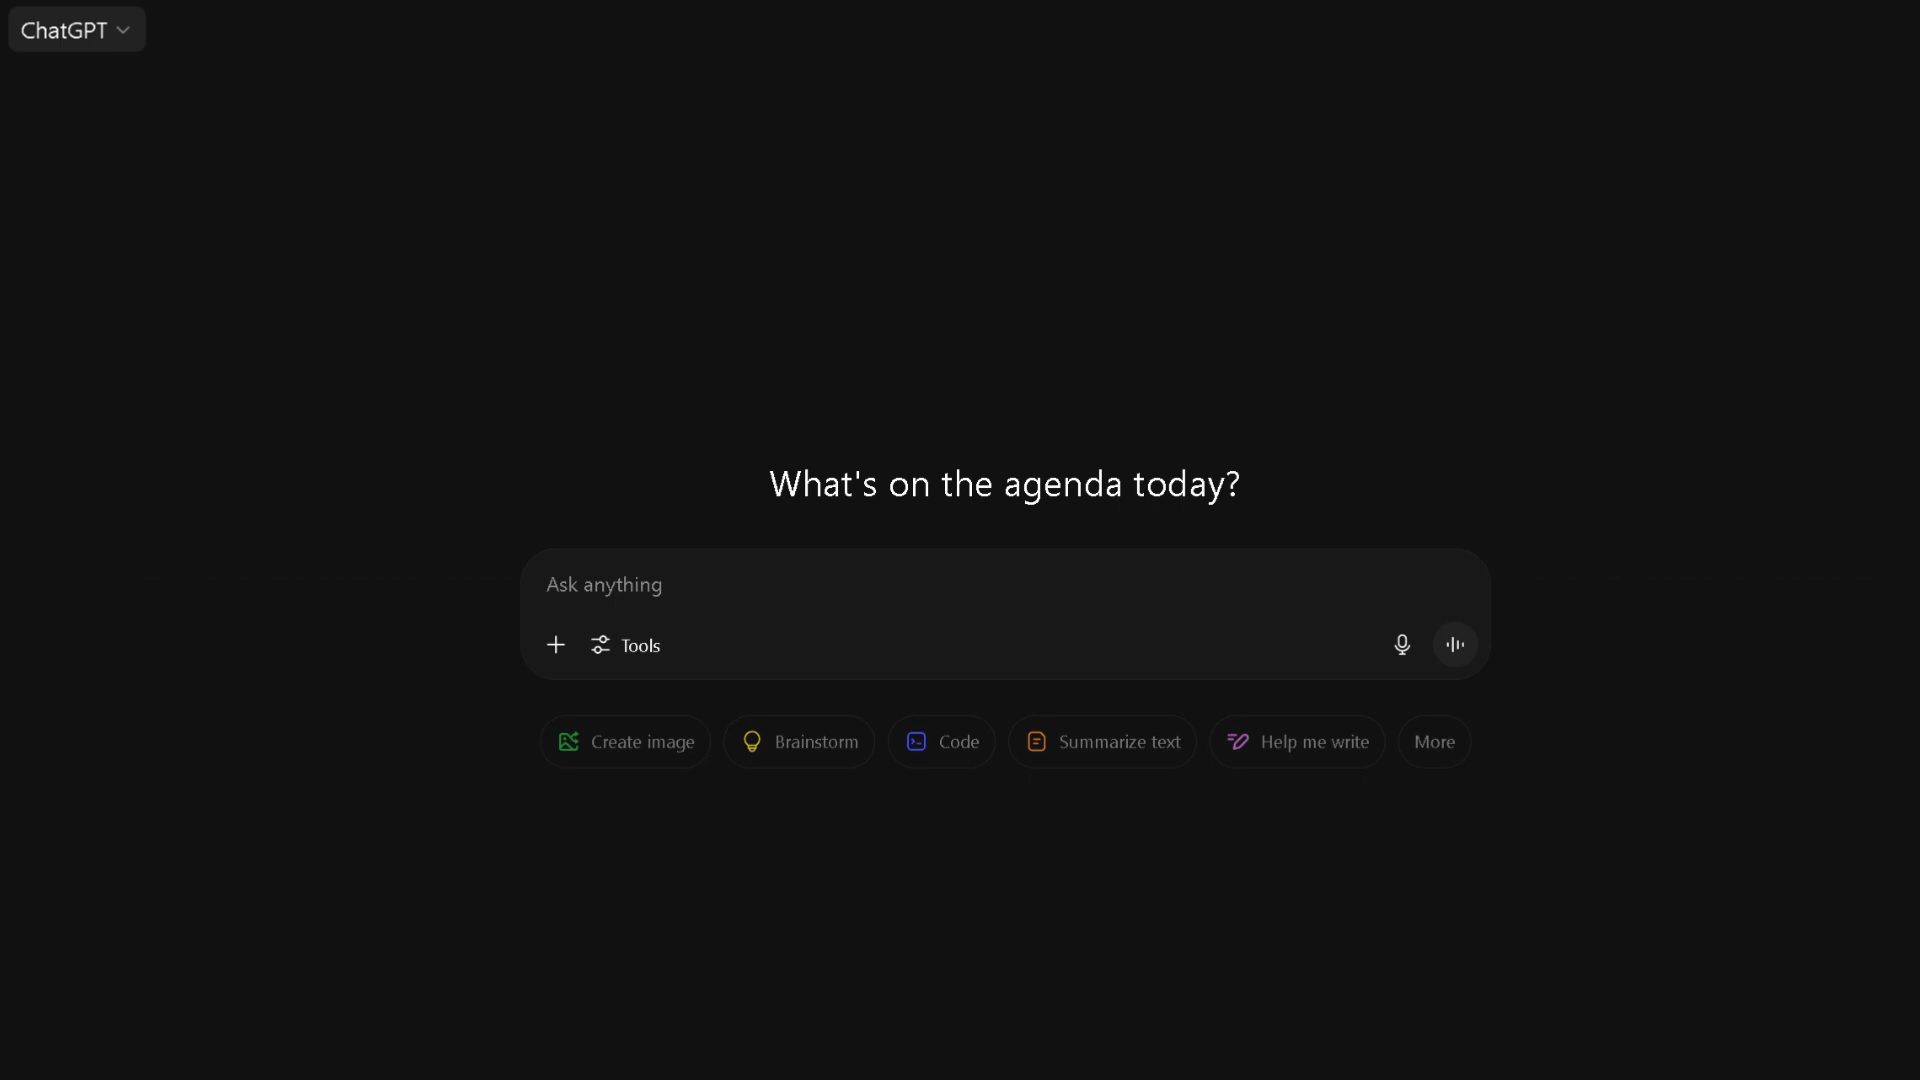 ChatGPT
What's on the agenda today?
Ask anything
Tools
Create image
Brainstorm
Code
Summarize text
Help me write
More